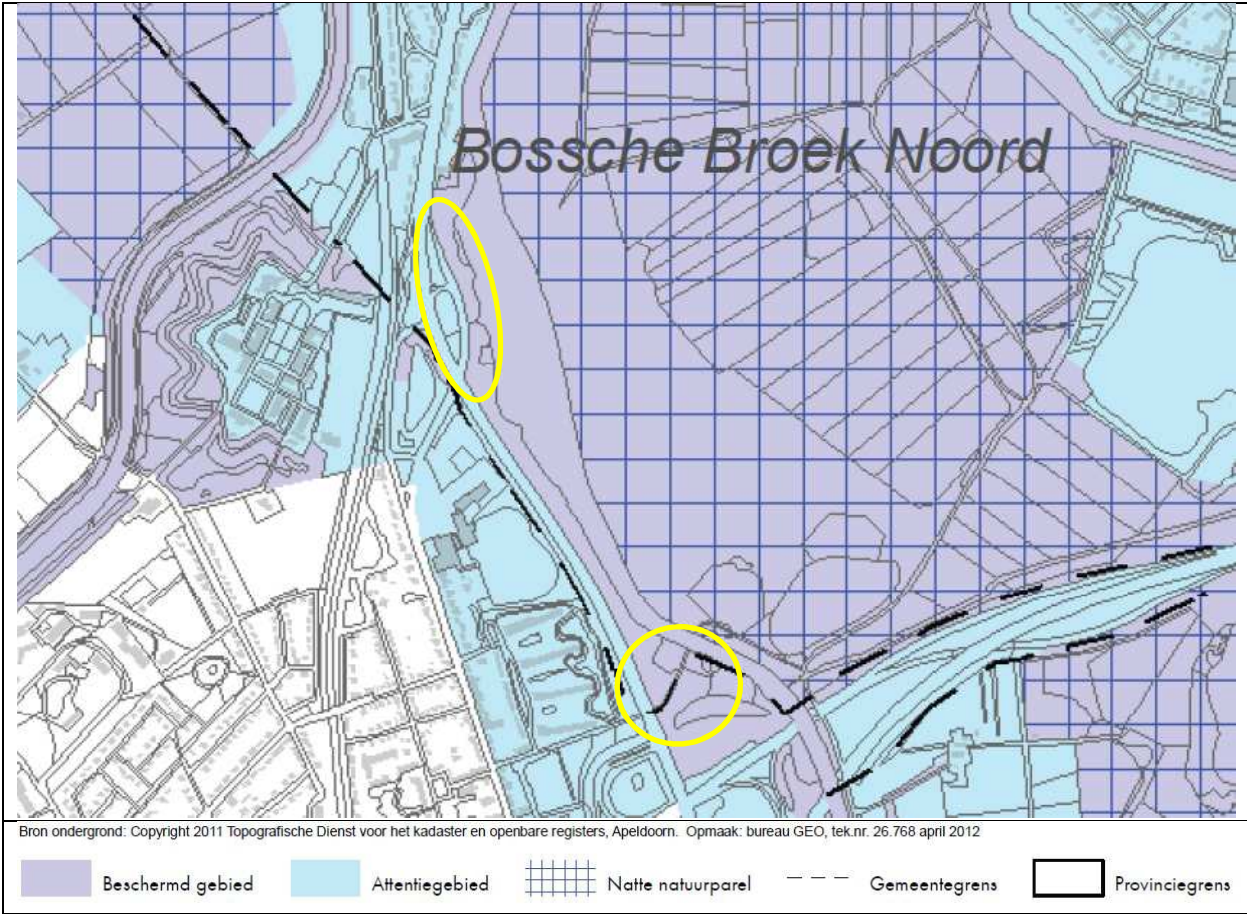 Bossche Broek Noord
Bron ondergrond: Copyright 2011 Topografische Dienst voor het kadaster en openbare registers, Apeldoorn. Opmaak: bureau GEO, tek.nr. 26.768 april 2012
Beschermd gebied Attentiegebied Natte natuurparel Gemeentegrens Provinciegrens